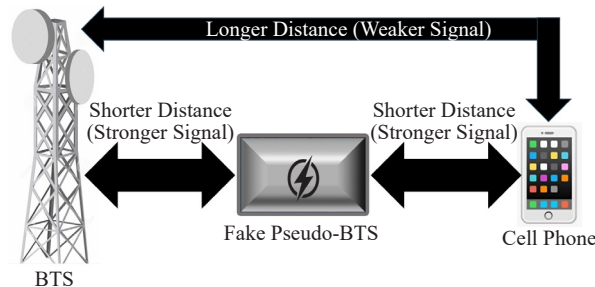 Longer Distance (Weaker Signal)
Shorter Distance
(Stronger Signal)
Shorter Distance
(Stronger Signal)
Fake Pseudo-BTS
Cell Phone
BTS